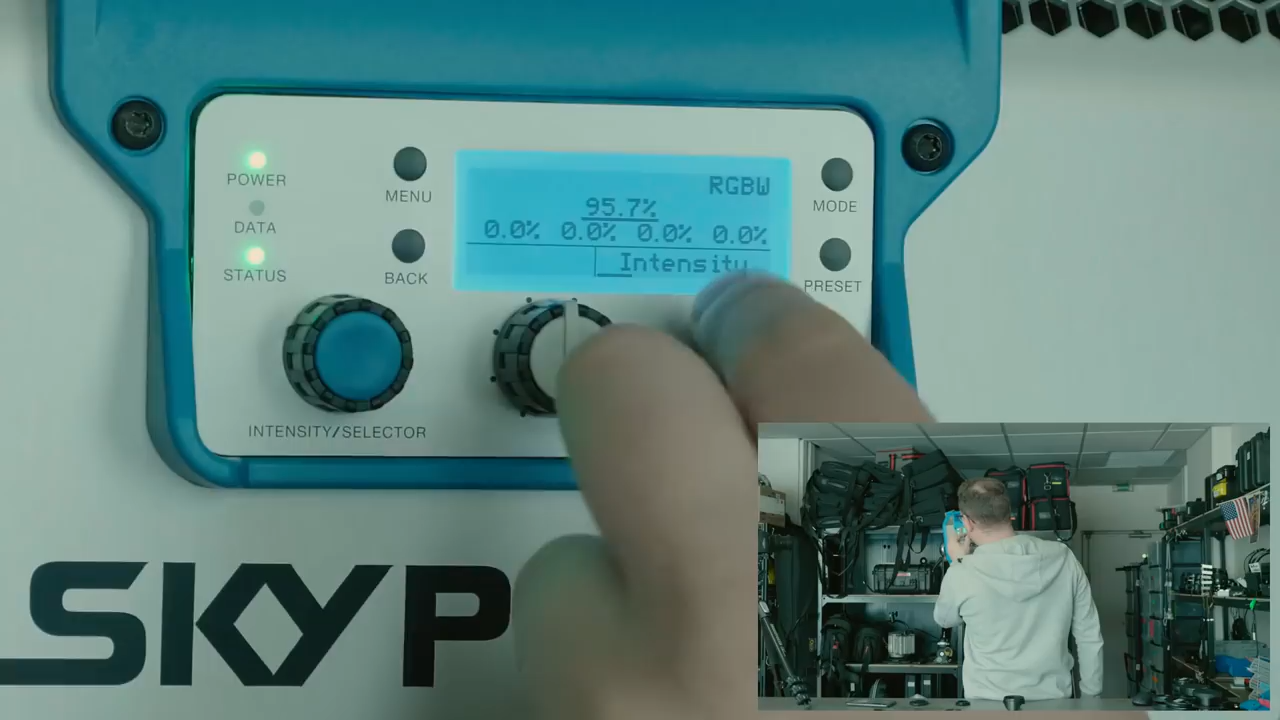 POWER
DATA
STATUS
MENU
BACK
RGBW
95.7%
0.0% 0.0% 0.0% 0.0%
Intensity
MODE
PRESET
INTENSITY/SELECTOR
SKYP